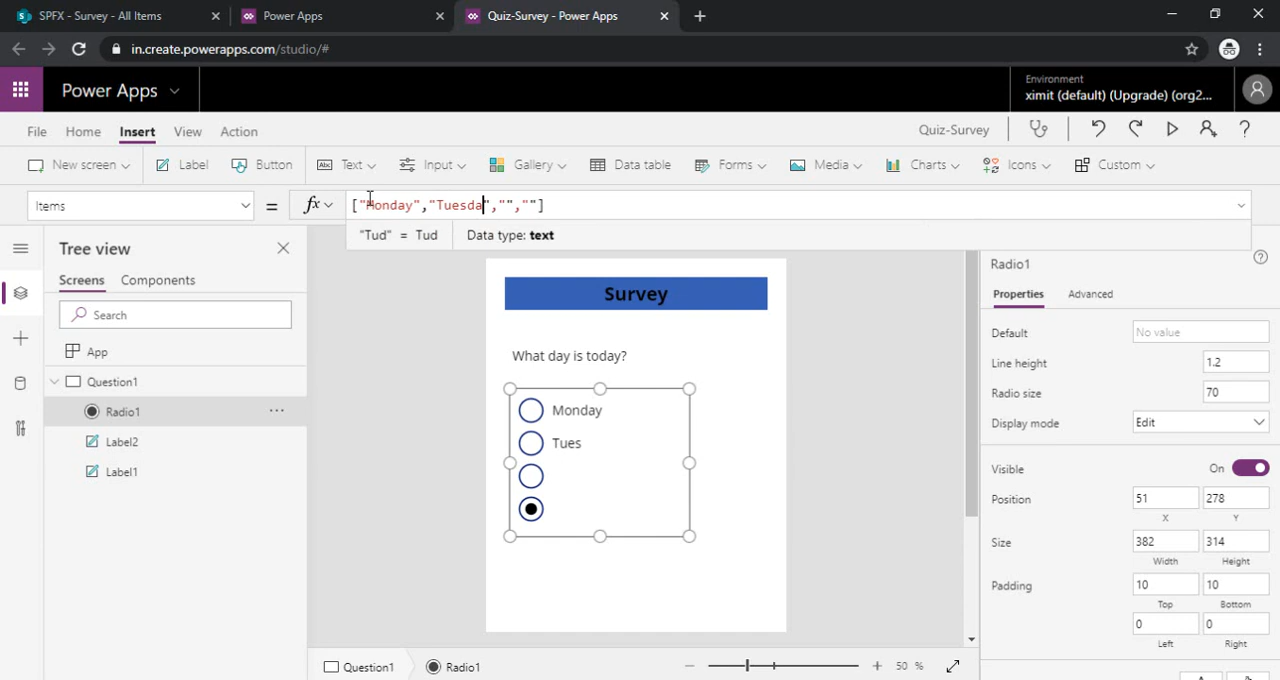 SPFX - Survey - All Items
Power Apps
Quiz-Survey - Power Apps
in.create.powerapps.com/studio/#
Power Apps
Environment
ximit (default) (Upgrade) (org2...
File Home Insert View Action
Quiz-Survey
New screen Label Button Text Input Gallery Data table Forms Media Charts Icons Custom
Items = fx ["Monday","Tuesda","",""]
"Tud" = Tud Data type: text
Tree view
Screens Components
Search
App
Question1
Radio1
Label2
Label1
Survey
What day is today?
Monday
Tues
Radio1
Properties Advanced
Default No value
Line height 1.2
Radio size 70
Display mode Edit
Visible On
Position 51 278
X Y
Size 382 314
Width Height
Padding 10 10
Top Bottom
0 0
Left Right
Question1 Radio1
50 %